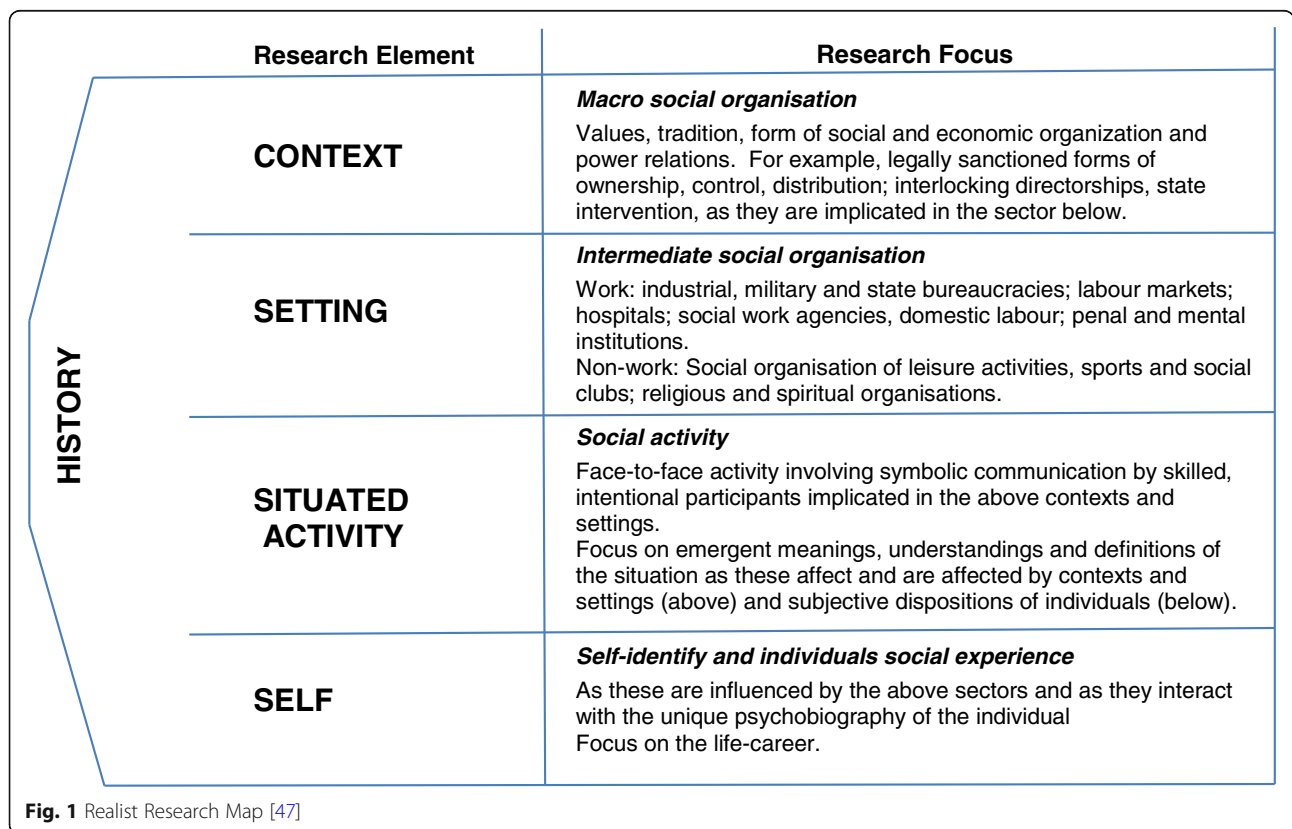 Research Element
Research Focus
HISTORY
CONTEXT
Macro social organisation
Values, tradition, form of social and economic organization and
power relations.  For example, legally sanctioned forms of
ownership, control, distribution; interlocking directorships, state
intervention, as they are implicated in the sector below.
SETTING
Intermediate social organisation
Work: industrial, military and state bureaucracies; labour markets;
hospitals; social work agencies, domestic labour; penal and mental
institutions.
Non-work: Social organisation of leisure activities, sports and social
clubs; religious and spiritual organisations.
SITUATED
ACTIVITY
Social activity
Face-to-face activity involving symbolic communication by skilled,
intentional participants implicated in the above contexts and
settings.
Focus on emergent meanings, understandings and definitions of
the situation as these affect and are affected by contexts and
settings (above) and subjective dispositions of individuals (below).
SELF
Self-identify and individuals social experience
As these are influenced by the above sectors and as they interact
with the unique psychobiography of the individual
Focus on the life-career.
Fig. 1 Realist Research Map [47]